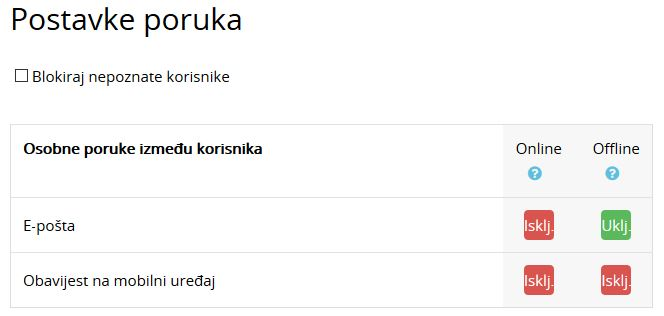 Postavke poruka
Blokiraj nepoznate korisnike
Osobne poruke između korisnika Online Offline
? ?
E-pošta Isklj. Uklj.
Obavijest na mobilni uređaj Isklj. Isklj.